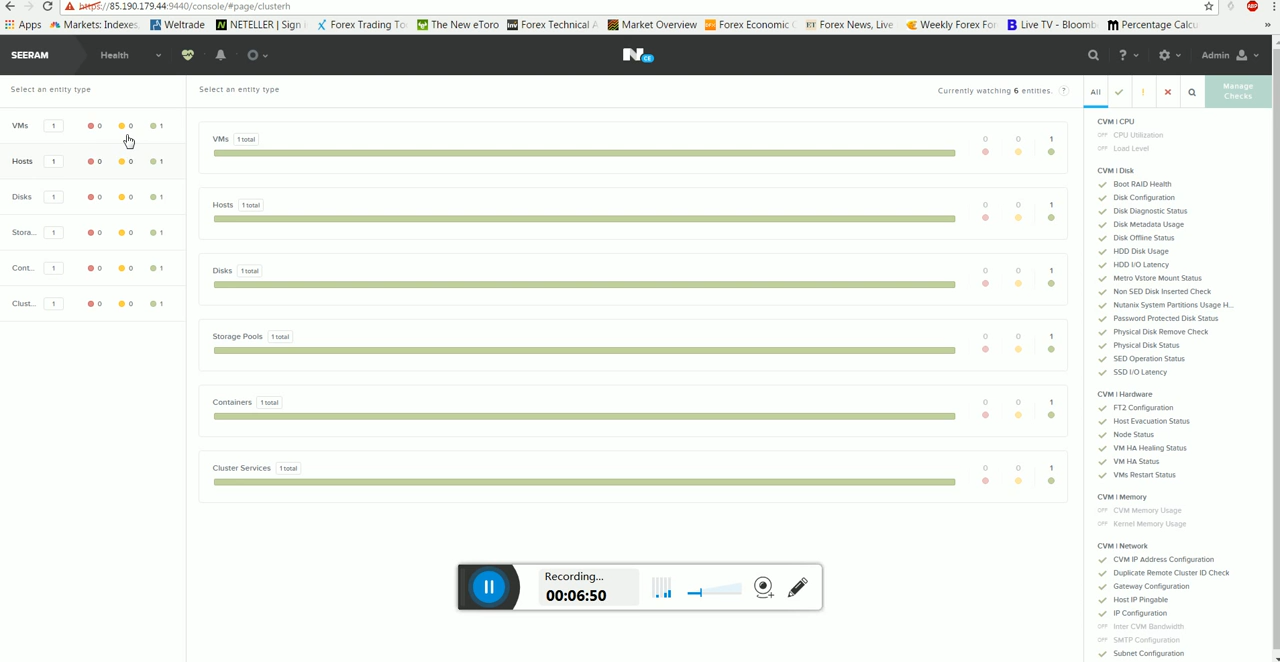 https://85.190.179.44:9440/console/#page/clusterh
Apps Markets: Indexes, Weltrade NETELLER | Sign Forex Trading To The New eToro Forex Technical A Market Overview Forex Economic Forex News, Live Weekly Forex For Live TV - Bloomb Percentage Calcu »
SEERAM Health N CE ? Admin
Select an entity type
Select an entity type
Currently watching 6 entities. ?
All ! Manage Checks
VMs 1 0 0 1
Hosts 1 0 0 1
Disks 1 0 0 1
Stora... 1 0 0 1
Cont... 1 0 0 1
Clust... 1 0 0 1
VMs 1 total 0 0 1
Hosts 1 total 0 0 1
Disks 1 total 0 0 1
Storage Pools 1 total 0 0 1
Containers 1 total 0 0 1
Cluster Services 1 total 0 0 1
CVM | CPU
OFF CPU Utilization
OFF Load Level
CVM | Disk
Boot RAID Health
Disk Configuration
Disk Diagnostic Status
Disk Metadata Usage
Disk Offline Status
HDD Disk Usage
HDD I/O Latency
Metro Vstore Mount Status
Non SED Disk Inserted Check
Nutanix System Partitions Usage H...
Password Protected Disk Status
Physical Disk Remove Check
Physical Disk Status
SED Operation Status
SSD I/O Latency
CVM | Hardware
FT2 Configuration
Host Evacuation Status
Node Status
VM HA Healing Status
VM HA Status
VMs Restart Status
CVM | Memory
OFF CVM Memory Usage
OFF Kernel Memory Usage
CVM | Network
CVM IP Address Configuration
Duplicate Remote Cluster ID Check
Gateway Configuration
Host IP Pingable
IP Configuration
OFF Inter CVM Bandwidth
OFF SMTP Configuration
Subnet Configuration
Recording...
00:06:50